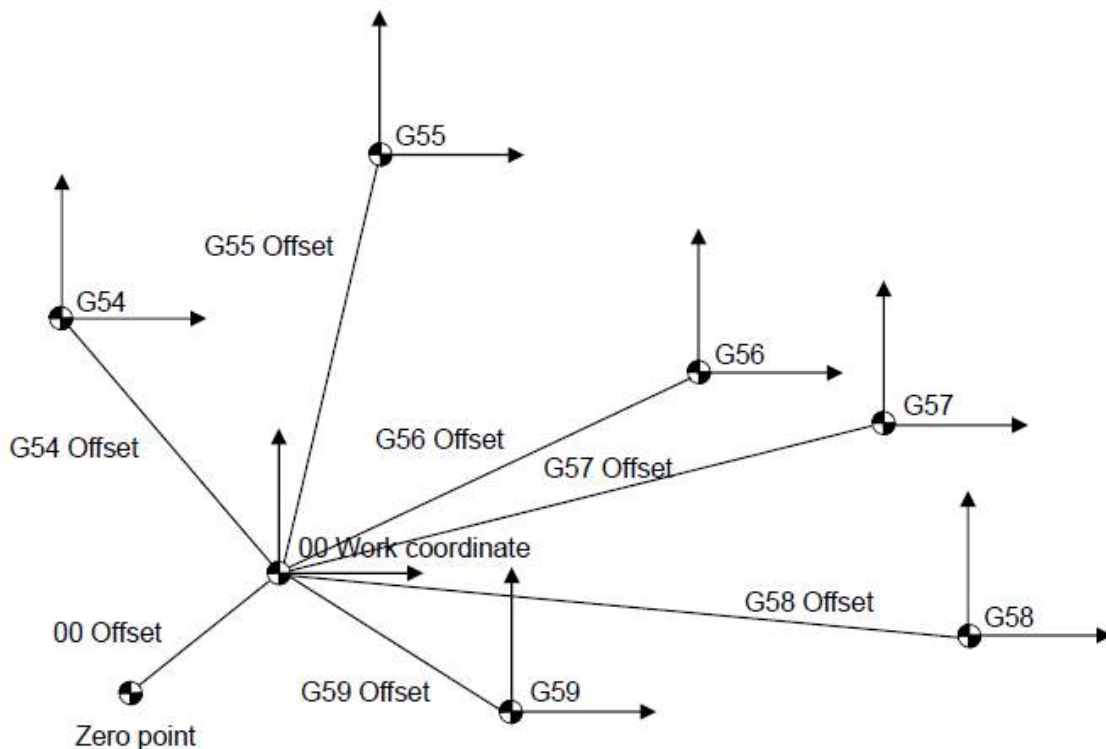 G55
G55 Offset
G54
G56
G57
G54 Offset
G56 Offset
G57 Offset
00 Work coordinate
G58 Offset
G58
00 Offset
G59 Offset
G59
Zero point